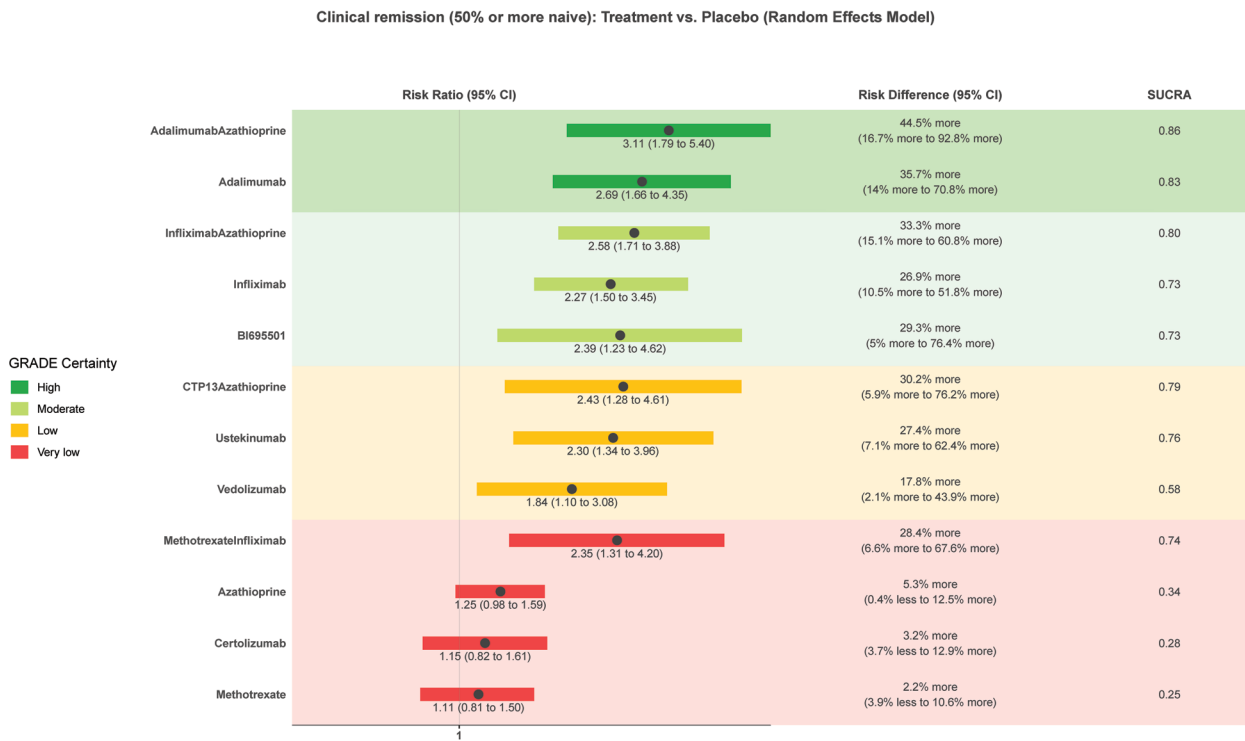 Clinical remission (50% or more naive): Treatment vs. Placebo (Random Effects Model)
Risk Ratio (95% CI) Risk Difference (95% CI) SUCRA
AdalimumabAzathioprine 3.11 (1.79 to 5.40) 44.5% more (16.7% more to 92.8% more) 0.86
Adalimumab 2.69 (1.66 to 4.35) 35.7% more (14% more to 70.8% more) 0.83
InfliximabAzathioprine 2.58 (1.71 to 3.88) 33.3% more (15.1% more to 60.8% more) 0.80
Infliximab 2.27 (1.50 to 3.45) 26.9% more (10.5% more to 51.8% more) 0.73
BI695501 2.39 (1.23 to 4.62) 29.3% more (5% more to 76.4% more) 0.73
CTP13Azathioprine 2.43 (1.28 to 4.61) 30.2% more (5.9% more to 76.2% more) 0.79
Ustekinumab 2.30 (1.34 to 3.96) 27.4% more (7.1% more to 62.4% more) 0.76
Vedolizumab 1.84 (1.10 to 3.08) 17.8% more (2.1% more to 43.9% more) 0.58
MethotrexateInfliximab 2.35 (1.31 to 4.20) 28.4% more (6.6% more to 67.6% more) 0.74
Azathioprine 1.25 (0.98 to 1.59) 5.3% more (0.4% less to 12.5% more) 0.34
Certolizumab 1.15 (0.82 to 1.61) 3.2% more (3.7% less to 12.9% more) 0.28
Methotrexate 1.11 (0.81 to 1.50) 2.2% more (3.9% less to 10.6% more) 0.25
1
GRADE Certainty
High
Moderate
Low
Very low